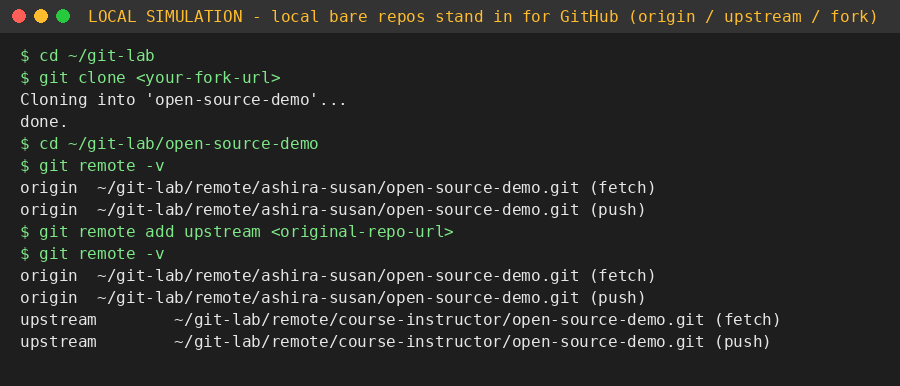 LOCAL SIMULATION - local bare repos stand in for GitHub (origin / upstream / fork)
$ cd ~/git-lab
$ git clone <your-fork-url>
Cloning into 'open-source-demo'...
done.
$ cd ~/git-lab/open-source-demo
$ git remote -v
origin  ~/git-lab/remote/ashira-susan/open-source-demo.git (fetch)
origin  ~/git-lab/remote/ashira-susan/open-source-demo.git (push)
$ git remote add upstream <original-repo-url>
$ git remote -v
origin  ~/git-lab/remote/ashira-susan/open-source-demo.git (fetch)
origin  ~/git-lab/remote/ashira-susan/open-source-demo.git (push)
upstream        ~/git-lab/remote/course-instructor/open-source-demo.git (fetch)
upstream        ~/git-lab/remote/course-instructor/open-source-demo.git (push)